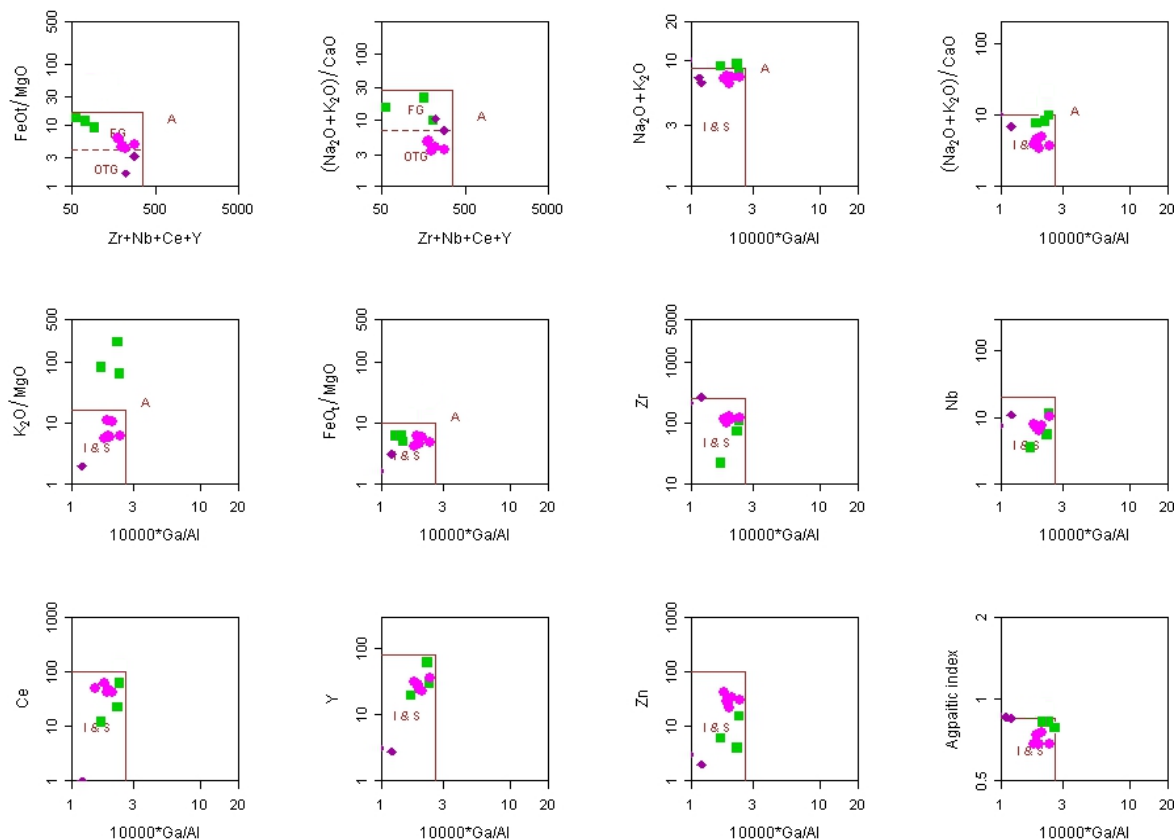 FeOt/MgO
500
100
30
10
3
1
A
FG
OTG
50 500 5000
Zr+Nb+Ce+Y
(Na₂O+K₂O)/CaO
100
30
10
3
1
FG
A
OTG
50 500 5000
Zr+Nb+Ce+Y
Na₂O+K₂O
20
10
3
1
A
I & S
1 3 10 20
10000*Ga/Al
(Na₂O+K₂O)/CaO
100
10
1
A
I &
1 3 10 20
10000*Ga/Al
K₂O/MgO
500
100
10
1
A
I & S
1 3 10 20
10000*Ga/Al
FeOₜ/MgO
500
100
10
1
A
I & S
1 3 10 20
10000*Ga/Al
Zr
5000
1000
100
10
I & S
1 3 10 20
10000*Ga/Al
Nb
100
10
1
I & S
1 3 10 20
10000*Ga/Al
Ce
1000
100
10
1
I & S
1 3 10 20
10000*Ga/Al
Y
100
10
1
I & S
1 3 10 20
10000*Ga/Al
Zn
1000
100
10
1
I & S
1 3 10 20
10000*Ga/Al
Agpaitic index
2
1
0.5
I & S
1 3 10 20
10000*Ga/Al